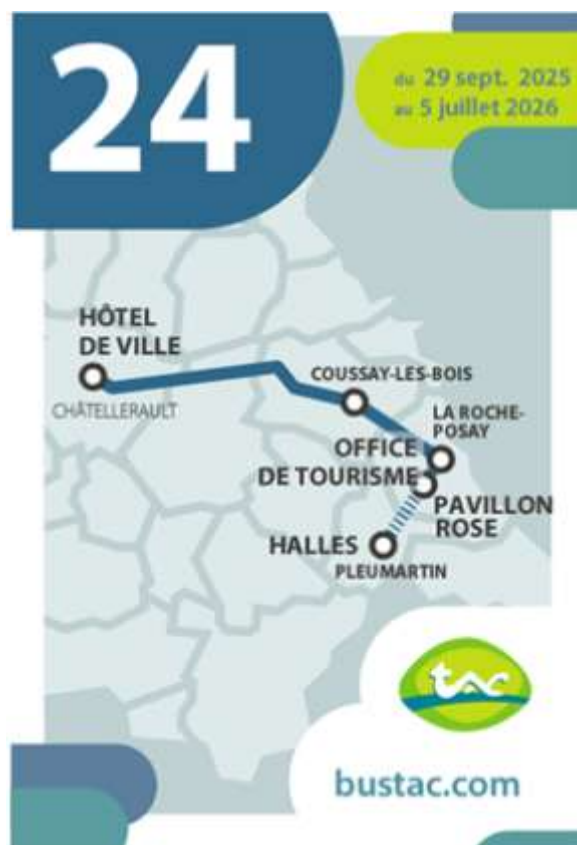 24
du 29 sept. 2025
au 5 juillet 2026
HÔTEL
DE VILLE
CHÂTELLERAULT
COUSSAY-LES-BOIS
LA ROCHE-
POSAY
OFFICE
DE TOURISME
PAVILLON
ROSE
HALLES
PLEUMARTIN
tac
bustac.com